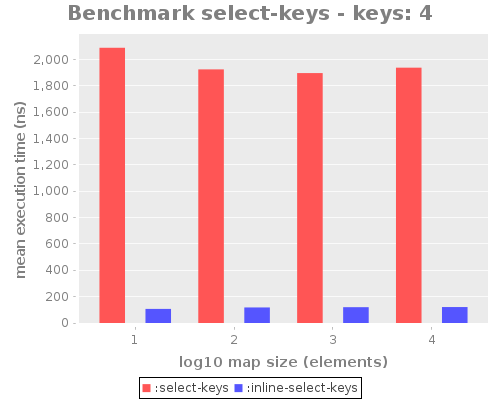 Benchmark select-keys - keys: 4
mean execution time (ns)
2,000
1,800
1,600
1,400
1,200
1,000
800
600
400
200
0
1 2 3 4
log10 map size (elements)
:select-keys :inline-select-keys